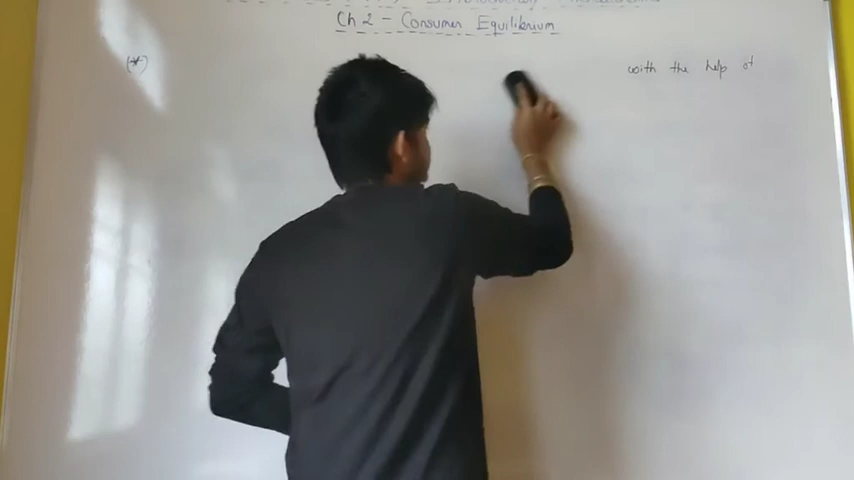 Ch 2 - Consumer Equilibrium
(*) with the help of